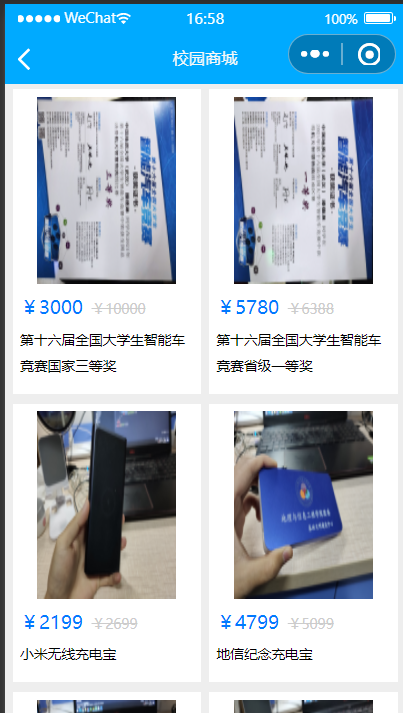 WeChat 16:58 100%
校园商城
￥3000 ￥10000
第十六届全国大学生智能车
竞赛国家三等奖
￥5780 ￥6388
第十六届全国大学生智能车
竞赛省级一等奖
￥2199 ￥2699
小米无线充电宝
￥4799 ￥5099
地信纪念充电宝